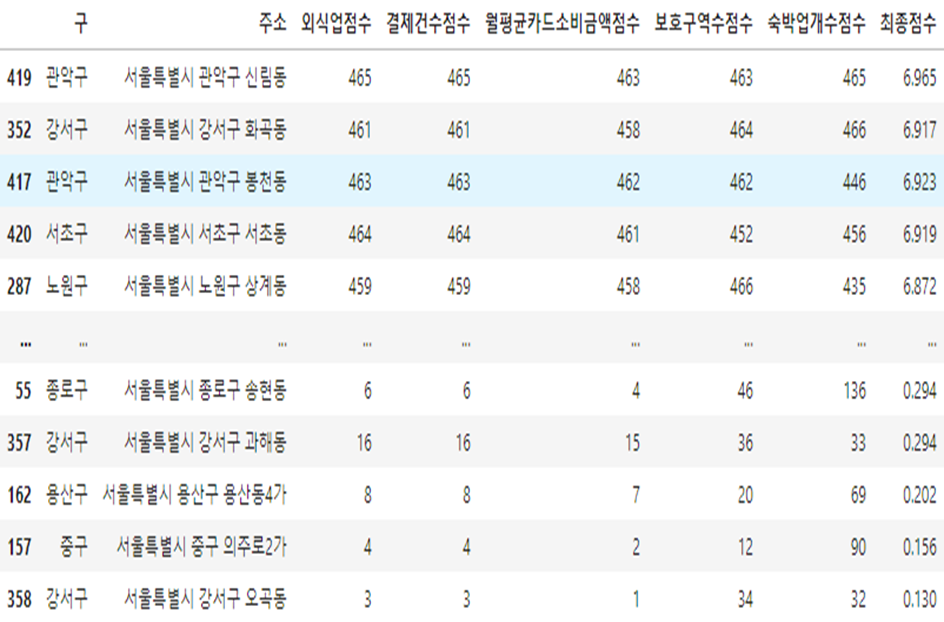 구 주소 외식업점수 결제건수점수 월평균카드소비금액점수 보호구역수점수 숙박업개수점수 최종점수
419 관악구 서울특별시 관악구 신림동 465 465 463 463 465 6.965
352 강서구 서울특별시 강서구 화곡동 461 461 458 464 466 6.917
417 관악구 서울특별시 관악구 봉천동 463 463 462 462 446 6.923
420 서초구 서울특별시 서초구 서초동 464 464 461 452 456 6.919
287 노원구 서울특별시 노원구 상계동 459 459 458 466 435 6.872
... ... ... ... ... ... ... ... ...
55 종로구 서울특별시 종로구 송현동 6 6 4 46 136 0.294
357 강서구 서울특별시 강서구 과해동 16 16 15 36 33 0.294
162 용산구 서울특별시 용산구 용산동4가 8 8 7 20 69 0.202
157 중구 서울특별시 중구 의주로2가 4 4 2 12 90 0.156
358 강서구 서울특별시 강서구 오곡동 3 3 1 34 32 0.130